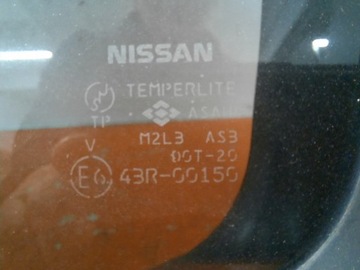 NISSAN
TEMPERLITE
ASAHI
TP
V M2L3 AS3
DOT-20
E6 43R-00150